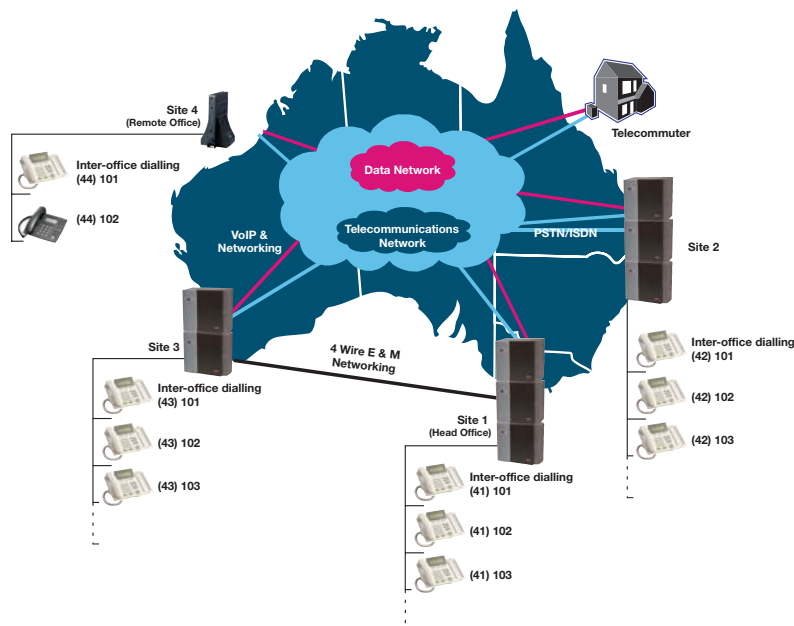 Site 4
(Remote Office)
Inter-office dialling
(44) 101
(44) 102
Telecommuter
Data Network
Telecommunications
Network
VoIP &
Networking
PSTN/ISDN
Site 2
Inter-office dialling
(42) 101
(42) 102
(42) 103
Site 3
4 Wire E & M
Networking
Inter-office dialling
(43) 101
(43) 102
(43) 103
Site 1
(Head Office)
Inter-office dialling
(41) 101
(41) 102
(41) 103